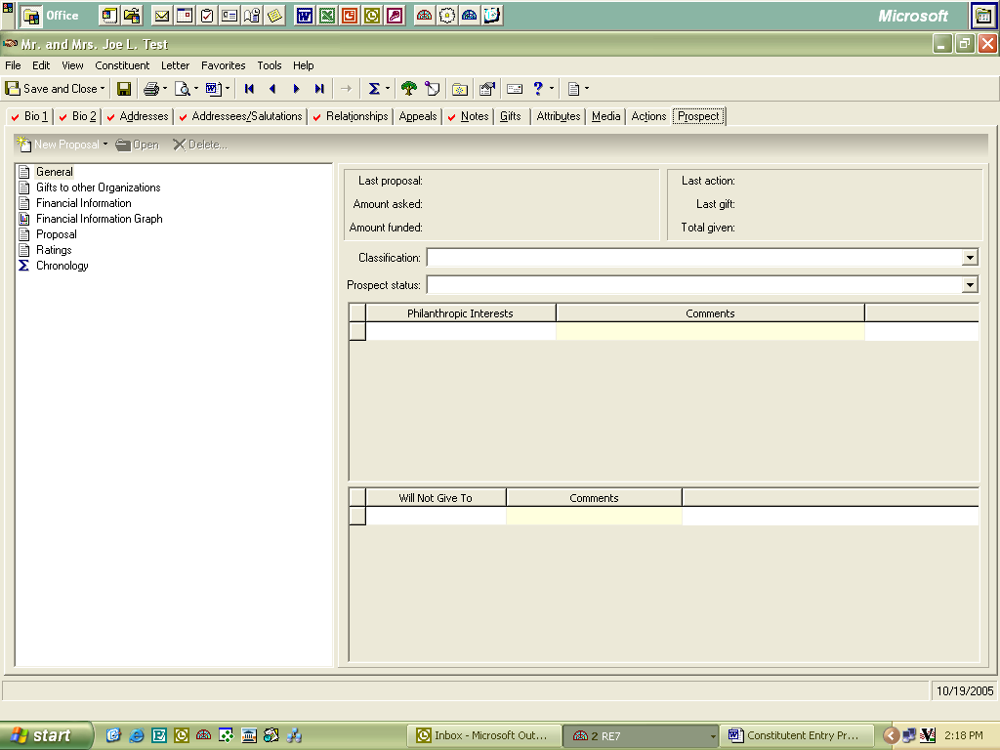 Office Microsoft
Mr. and Mrs. Joe L. Test
File Edit View Constituent Letter Favorites Tools Help
Save and Close
Bio 1 Bio 2 Addresses Addressees/Salutations Relationships Appeals Notes Gifts Attributes Media Actions Prospect
New Proposal Open Delete...
General
Gifts to other Organizations
Financial Information
Financial Information Graph
Proposal
Ratings
Chronology
Last proposal:
Amount asked:
Amount funded:
Last action:
Last gift:
Total given:
Classification:
Prospect status:
Philanthropic Interests Comments
Will Not Give To Comments
10/19/2005
start Inbox - Microsoft Out... 2 RE7 Constitutent Entry Pr... 2:18 PM